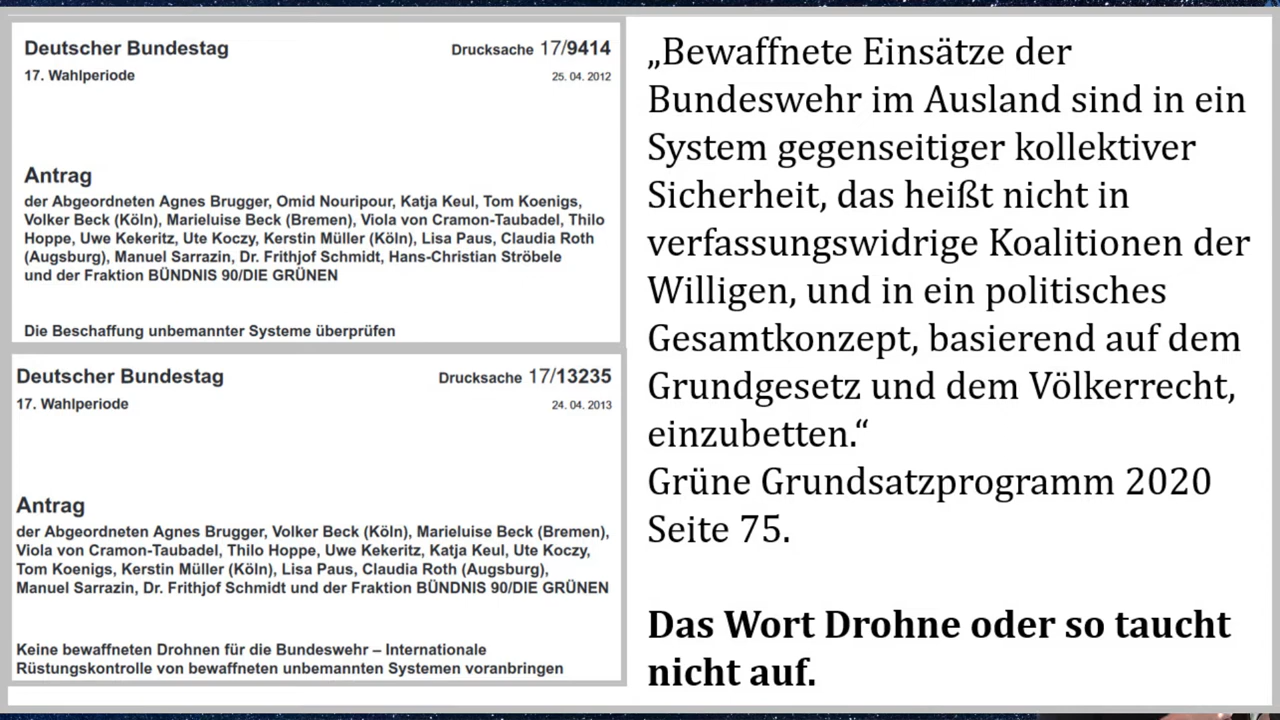 Deutscher Bundestag
Drucksache 17/9414
17. Wahlperiode
25. 04. 2012
Antrag
der Abgeordneten Agnes Brugger, Omid Nouripour, Katja Keul, Tom Koenigs,
Volker Beck (Köln), Marieluise Beck (Bremen), Viola von Cramon-Taubadel, Thilo
Hoppe, Uwe Kekeritz, Ute Koczy, Kerstin Müller (Köln), Lisa Paus, Claudia Roth
(Augsburg), Manuel Sarrazin, Dr. Frithjof Schmidt, Hans-Christian Ströbele
und der Fraktion BÜNDNIS 90/DIE GRÜNEN
Die Beschaffung unbemannter Systeme überprüfen
Deutscher Bundestag
Drucksache 17/13235
17. Wahlperiode
24. 04. 2013
Antrag
der Abgeordneten Agnes Brugger, Volker Beck (Köln), Marieluise Beck (Bremen),
Viola von Cramon-Taubadel, Thilo Hoppe, Uwe Kekeritz, Katja Keul, Ute Koczy,
Tom Koenigs, Kerstin Müller (Köln), Lisa Paus, Claudia Roth (Augsburg),
Manuel Sarrazin, Dr. Frithjof Schmidt und der Fraktion BÜNDNIS 90/DIE GRÜNEN
Keine bewaffneten Drohnen für die Bundeswehr – Internationale
Rüstungskontrolle von bewaffneten unbemannten Systemen voranbringen
„Bewaffnete Einsätze der
Bundeswehr im Ausland sind in ein
System gegenseitiger kollektiver
Sicherheit, das heißt nicht in
verfassungswidrige Koalitionen der
Willigen, und in ein politisches
Gesamtkonzept, basierend auf dem
Grundgesetz und dem Völkerrecht,
einzubetten.“
Grüne Grundsatzprogramm 2020
Seite 75.
Das Wort Drohne oder so taucht
nicht auf.